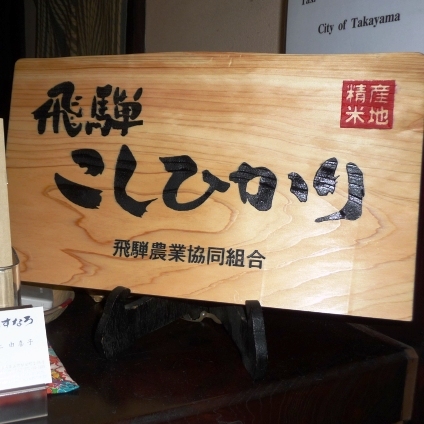 City of Takayama
飛騨
こしひかり
産地
精米
飛騨農業協同組合
すなろ